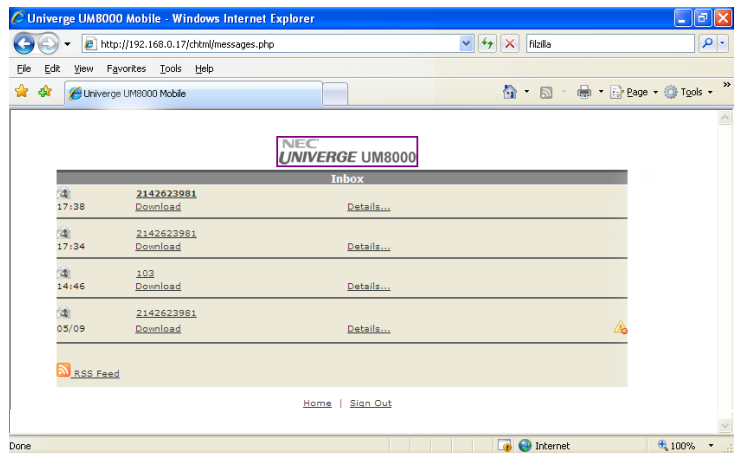 Univerge UM8000 Mobile - Windows Internet Explorer
http://192.168.0.17/chtml/messages.php
filzilla
File Edit View Favorites Tools Help
Univerge UM8000 Mobile
Page Tools »
NEC
UNIVERGE UM8000
Inbox
2142623981
17:38 Download Details...
2142623981
17:34 Download Details...
103
14:46 Download Details...
2142623981
05/09 Download Details...
RSS Feed
Home | Sign Out
Done Internet 100%